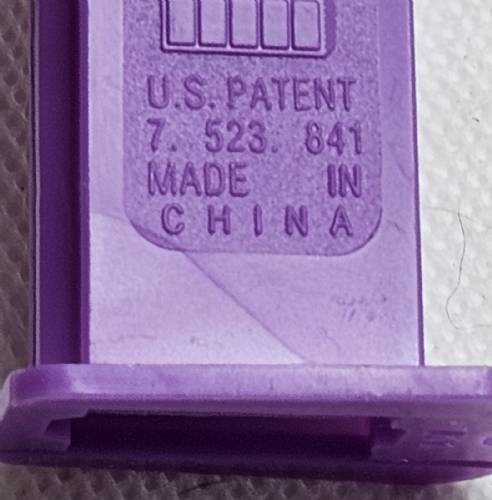 U.S. PATENT
7. 523. 841
MADE IN
CHINA